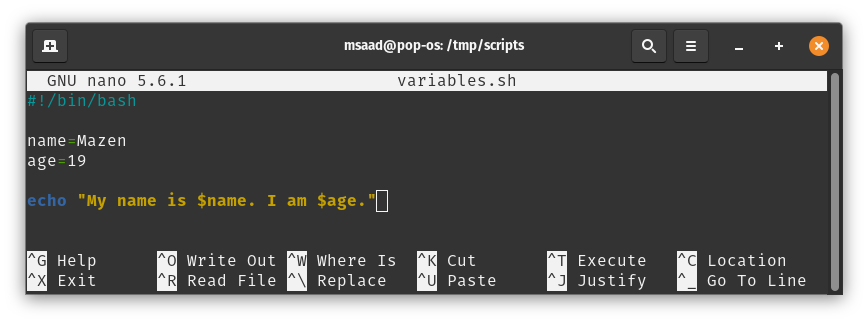 msaad@pop-os: /tmp/scripts
GNU nano 5.6.1 variables.sh
#!/bin/bash
name=Mazen
age=19
echo "My name is $name. I am $age."
^G Help ^O Write Out ^W Where Is ^K Cut ^T Execute ^C Location
^X Exit ^R Read File ^\ Replace ^U Paste ^J Justify ^_ Go To Line